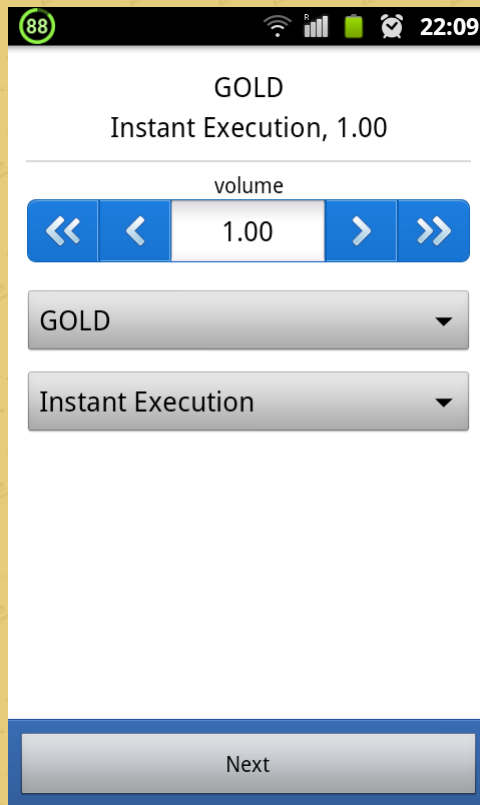 88 R 22:09
GOLD
Instant Execution, 1.00
volume
1.00
GOLD
Instant Execution
Next